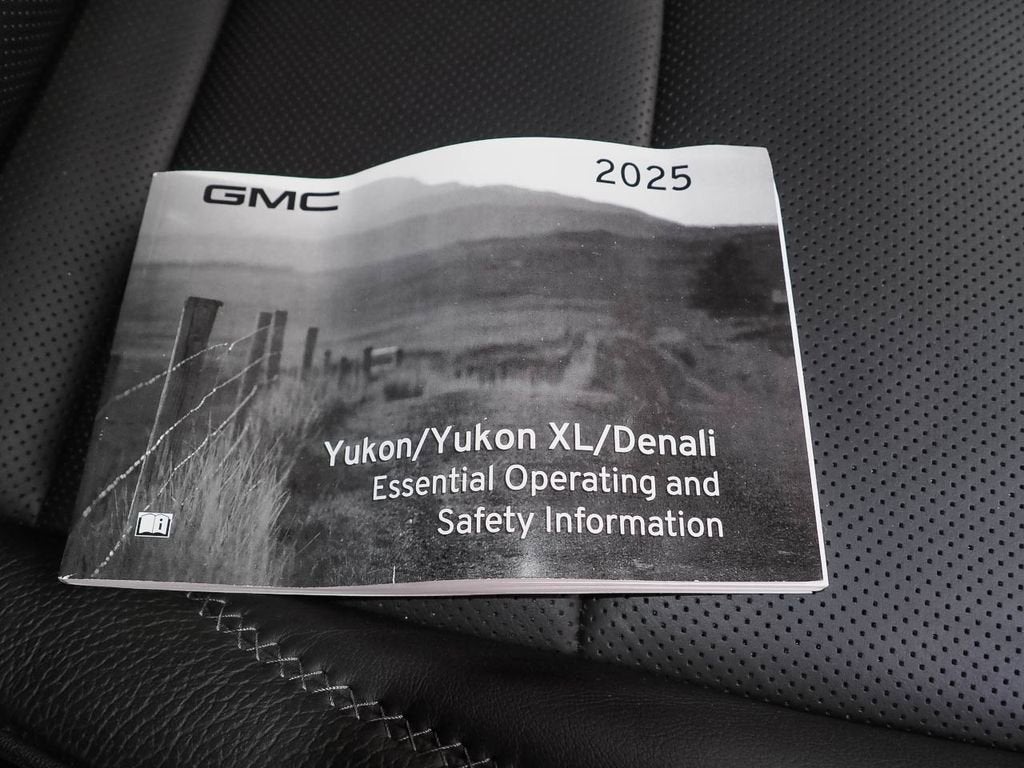 GMC
2025
Yukon/Yukon XL/Denali
Essential Operating and
Safety Information